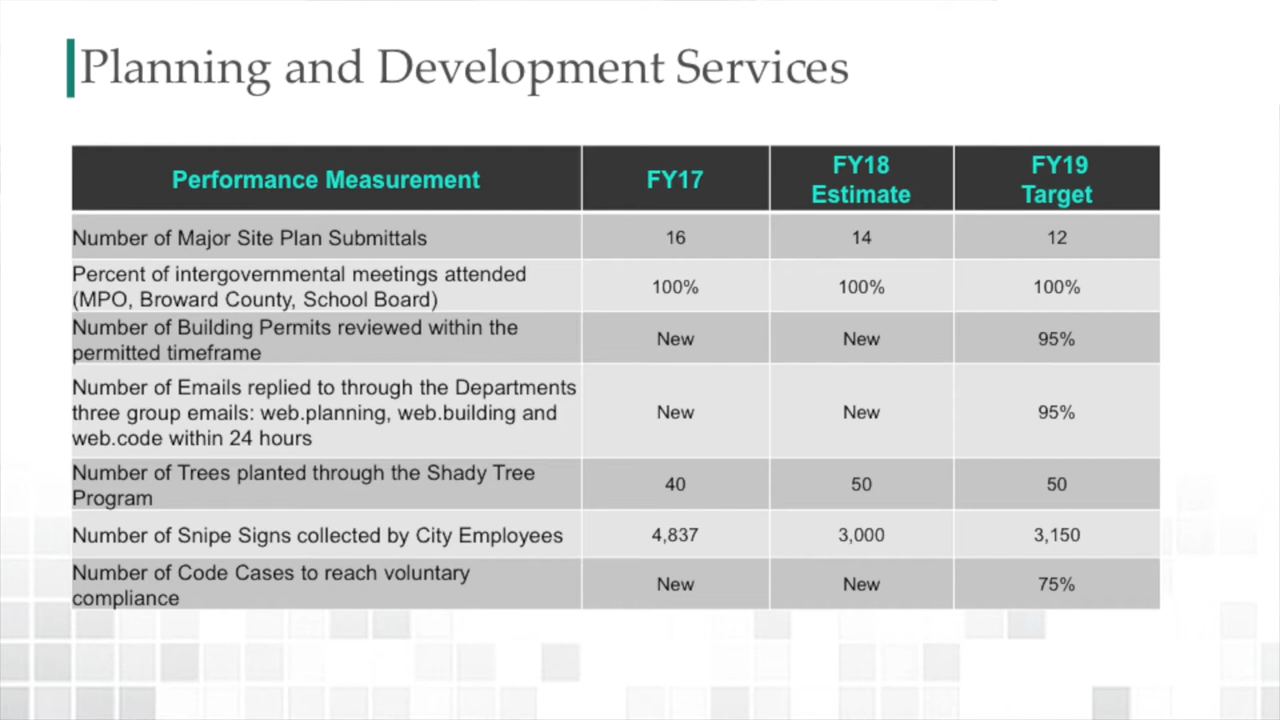 Planning and Development Services
Performance Measurement FY17 FY18 Estimate FY19 Target
Number of Major Site Plan Submittals 16 14 12
Percent of intergovernmental meetings attended
(MPO, Broward County, School Board) 100% 100% 100%
Number of Building Permits reviewed within the
permitted timeframe New New 95%
Number of Emails replied to through the Departments
three group emails: web.planning, web.building and
web.code within 24 hours New New 95%
Number of Trees planted through the Shady Tree
Program 40 50 50
Number of Snipe Signs collected by City Employees 4,837 3,000 3,150
Number of Code Cases to reach voluntary
compliance New New 75%